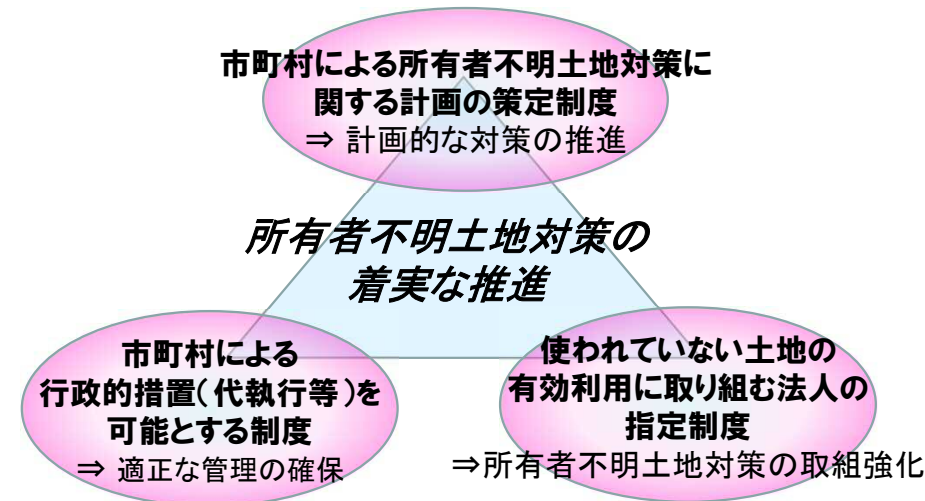 市町村による所有者不明土地対策に
関する計画の策定制度
⇒ 計画的な対策の推進
所有者不明土地対策の
着実な推進
市町村による
行政的措置(代執行等)を
可能とする制度
⇒ 適正な管理の確保
使われていない土地の
有効利用に取り組む法人の
指定制度
⇒所有者不明土地対策の取組強化